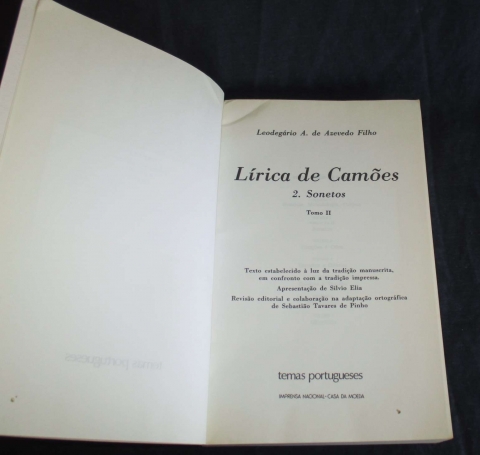 Leodegário A. de Azevedo Filho
Lírica de Camões
2. Sonetos
Tomo II
Texto estabelecido à luz da tradição manuscrita,
em confronto com a tradição impressa.
Apresentação de Sílvio Elia
Revisão editorial e colaboração na adaptação ortográfica
de Sebastião Tavares de Pinho
temas portugueses
IMPRENSA NACIONAL-CASA DA MOEDA